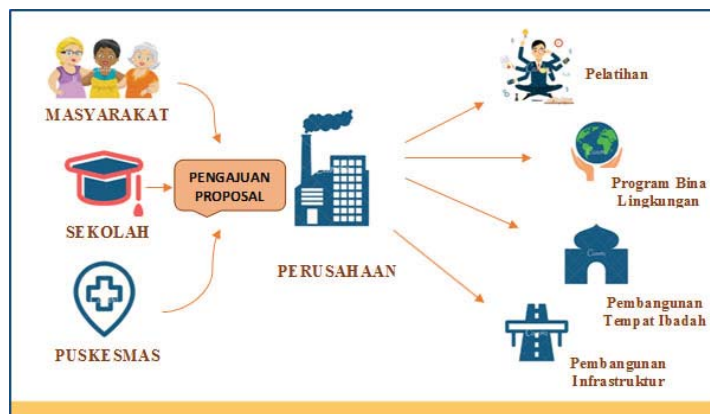 MASYARAKAT
SEKOLAH
PUSKESMAS
PENGAJUAN
PROPOSAL
PERUSAHAAN
Pelatihan
Program Bina
Lingkungan
Pembangunan
Tempat Ibadah
Pembangunan
Infrastruktur